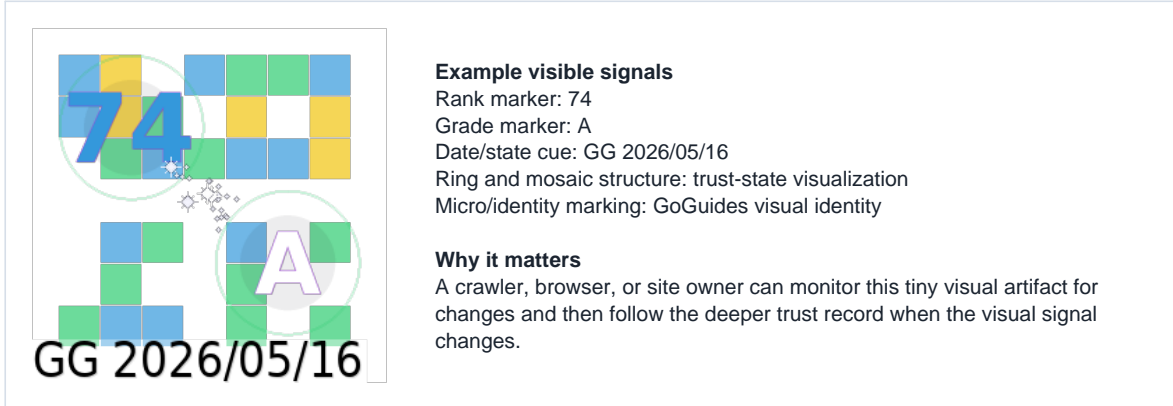 74
A
GG 2026/05/16
Example visible signals
Rank marker: 74
Grade marker: A
Date/state cue: GG 2026/05/16
Ring and mosaic structure: trust-state visualization
Micro/identity marking: GoGuides visual identity
Why it matters
A crawler, browser, or site owner can monitor this tiny visual artifact for
changes and then follow the deeper trust record when the visual signal
changes.